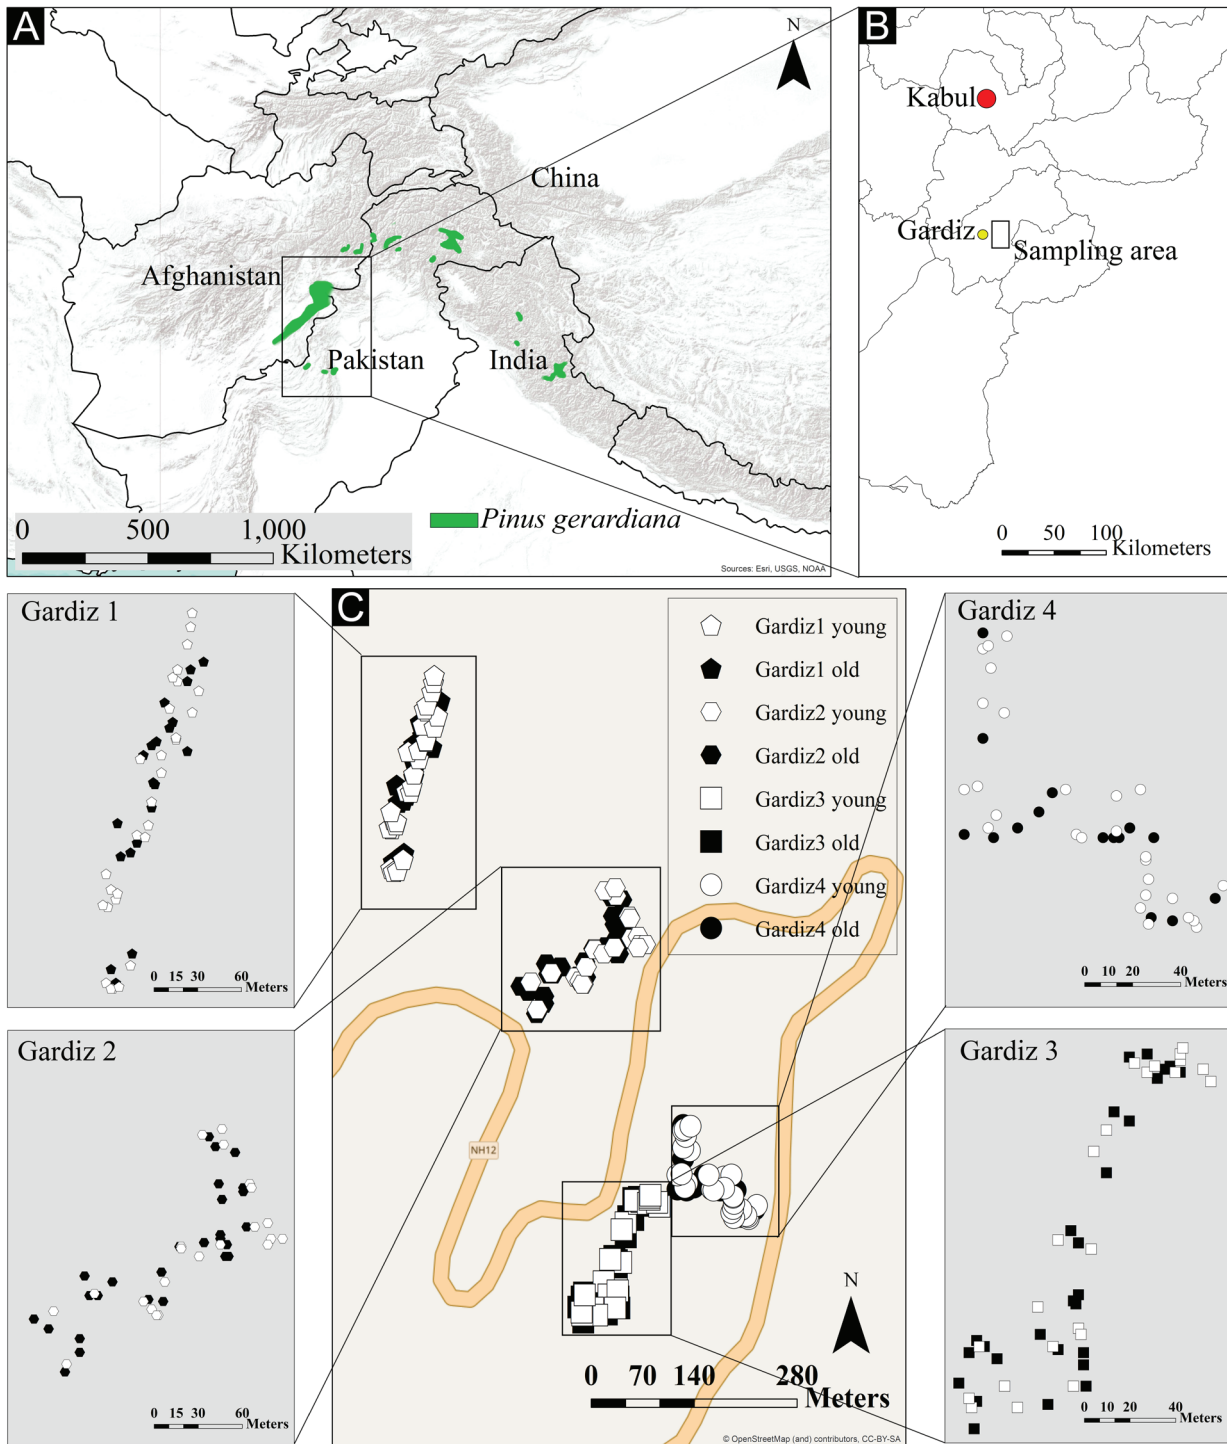 A
N
China
Afghanistan
Pakistan
India
0 500 1,000
Kilometers
Pinus gerardiana
Sources: Esri, USGS, NOAA
B
Kabul
Gardiz
Sampling area
0 50 100
Kilometers
Gardiz 1
0 15 30 60
Meters
C
Gardiz1 young
Gardiz1 old
Gardiz2 young
Gardiz2 old
Gardiz3 young
Gardiz3 old
Gardiz4 young
Gardiz4 old
NH12
N
0 70 140 280
Meters
© OpenStreetMap (and) contributors, CC-BY-SA
Gardiz 4
0 10 20 40
Meters
Gardiz 2
0 15 30 60
Meters
Gardiz 3
0 10 20 40
Meters